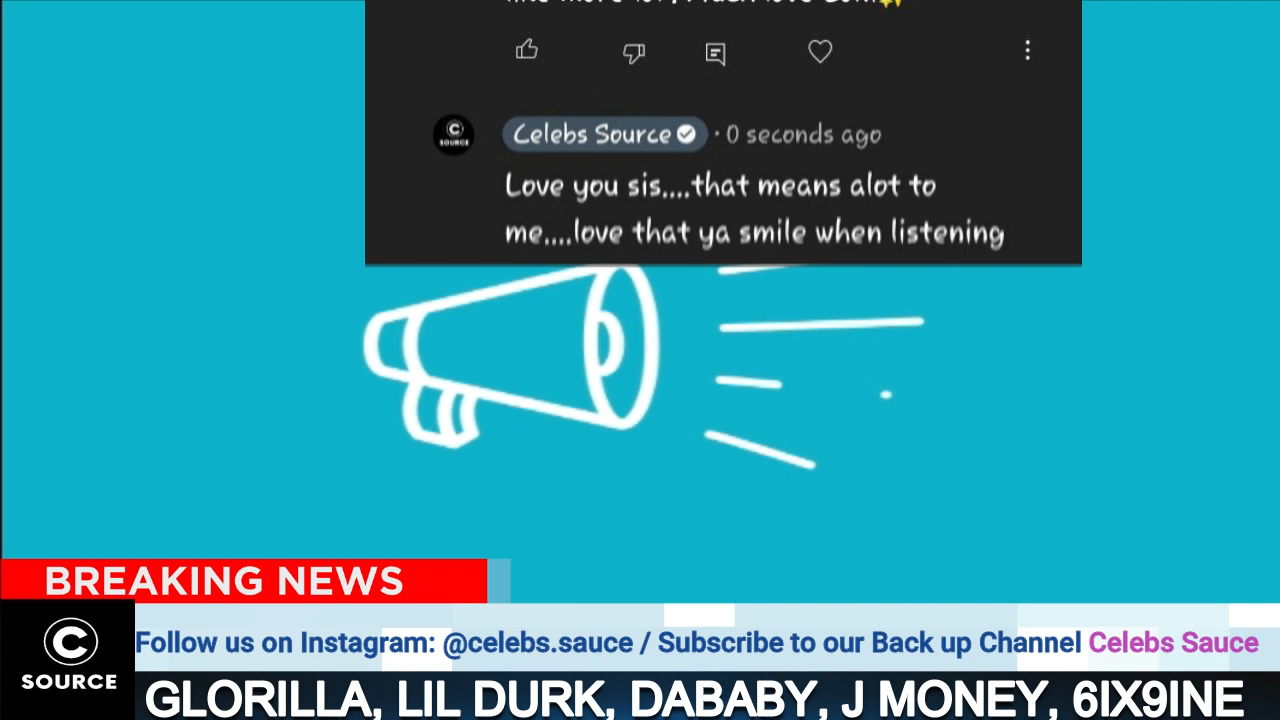 Celebs Source · 0 seconds ago
Love you sis....that means alot to
me....love that ya smile when listening
BREAKING NEWS
C
SOURCE
Follow us on Instagram: @celebs.sauce / Subscribe to our Back up Channel Celebs Sauce
GLORILLA, LIL DURK, DABABY, J MONEY, 6IX9INE